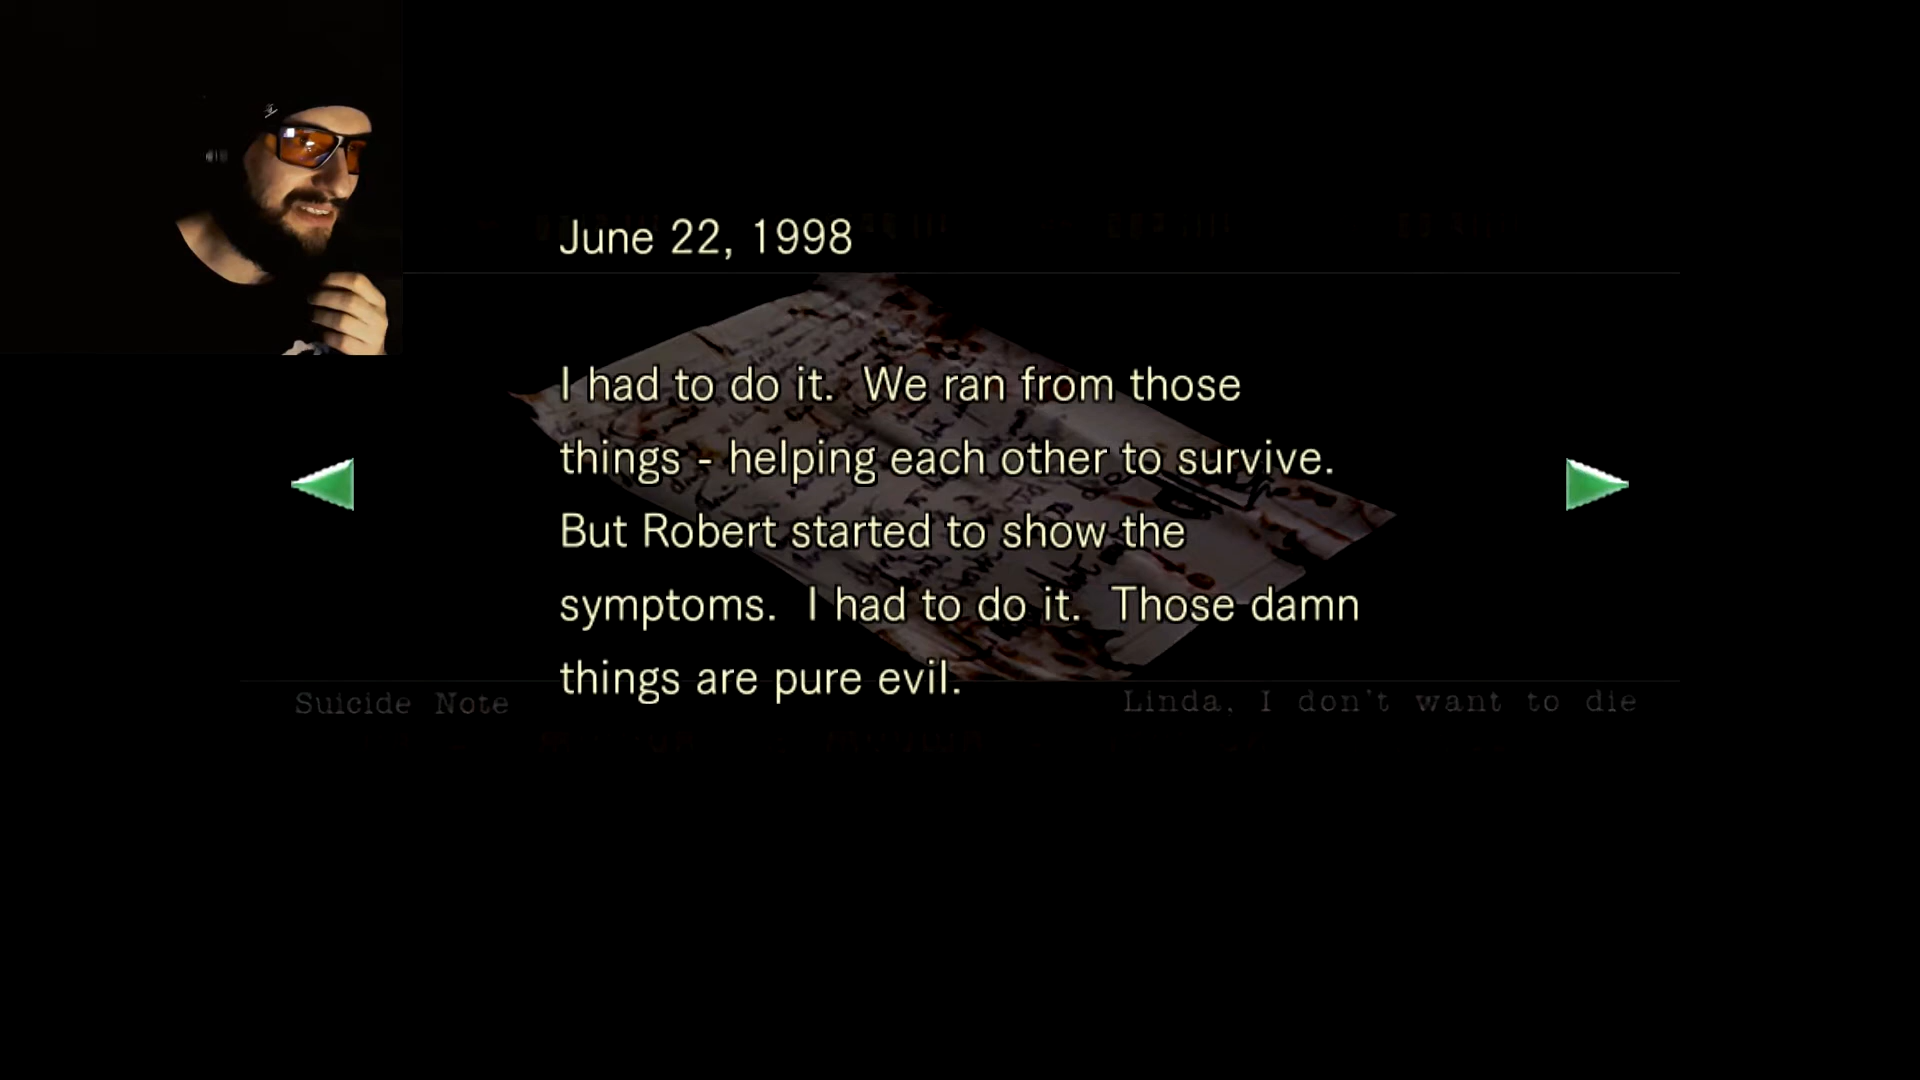 June 22, 1998
I had to do it. We ran from those
things - helping each other to survive.
But Robert started to show the
symptoms. I had to do it. Those damn
things are pure evil.
Suicide Note
Linda, I don't want to die